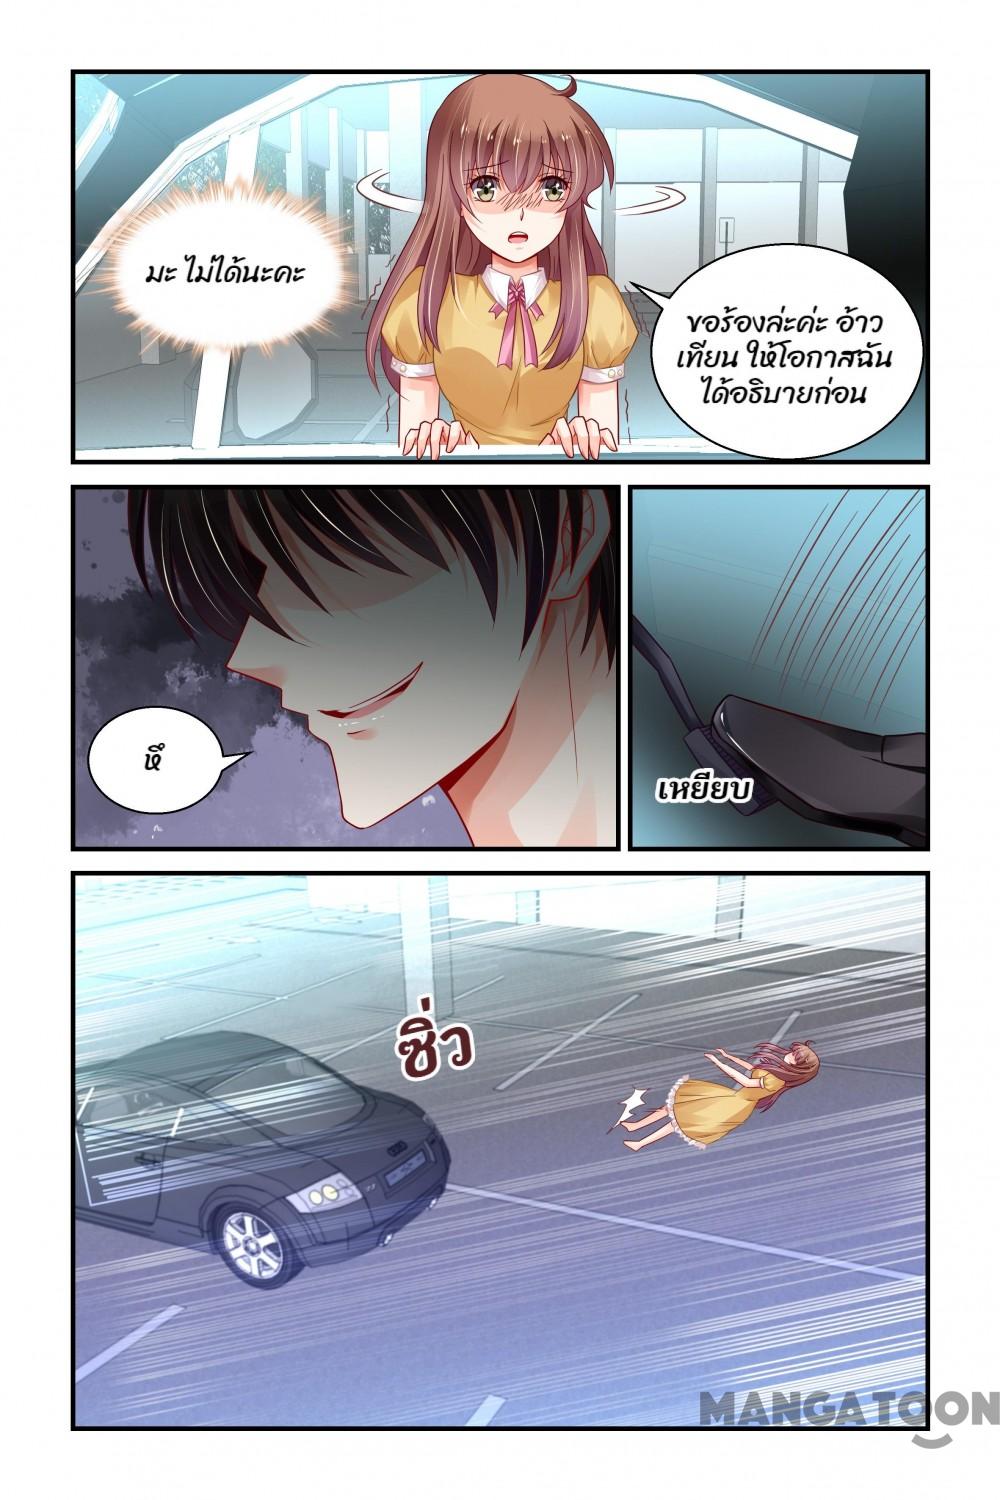 มะ ไม่ได้นะคะ
ขอร้องล่ะค่ะ อ้าว
เทียน ให้โอกาสฉัน
ได้อธิบายก่อน
หึ
เหยียบ
ซิ่ว
MANGATOON